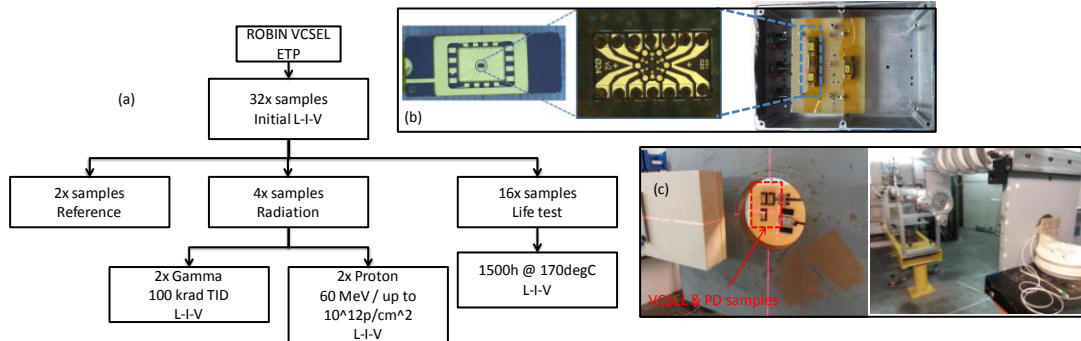 ROBIN VCSEL
ETP
(a)
32x samples
Initial L-I-V
2x samples
Reference
4x samples
Radiation
16x samples
Life test
2x Gamma
100 krad TID
L-I-V
2x Proton
60 MeV / up to
10^12p/cm^2
L-I-V
1500h @ 170degC
L-I-V
(b)
(c)
VCSEL & PD samples